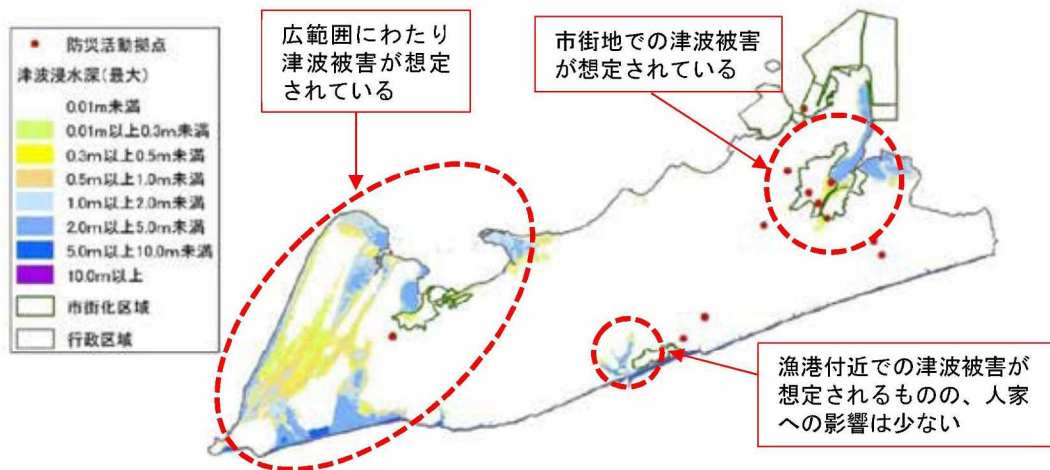 防災活動拠点
津波浸水深(最大)
0.01m未満
0.01m以上0.3m未満
0.3m以上0.5m未満
0.5m以上1.0m未満
1.0m以上2.0m未満
2.0m以上5.0m未満
5.0m以上10.0m未満
10.0m以上
市街化区域
行政区域
広範囲にわたり
津波被害が想定
されている
市街地での津波被害
が想定されている
漁港付近での津波被害が
想定されるものの、人家
への影響は少ない